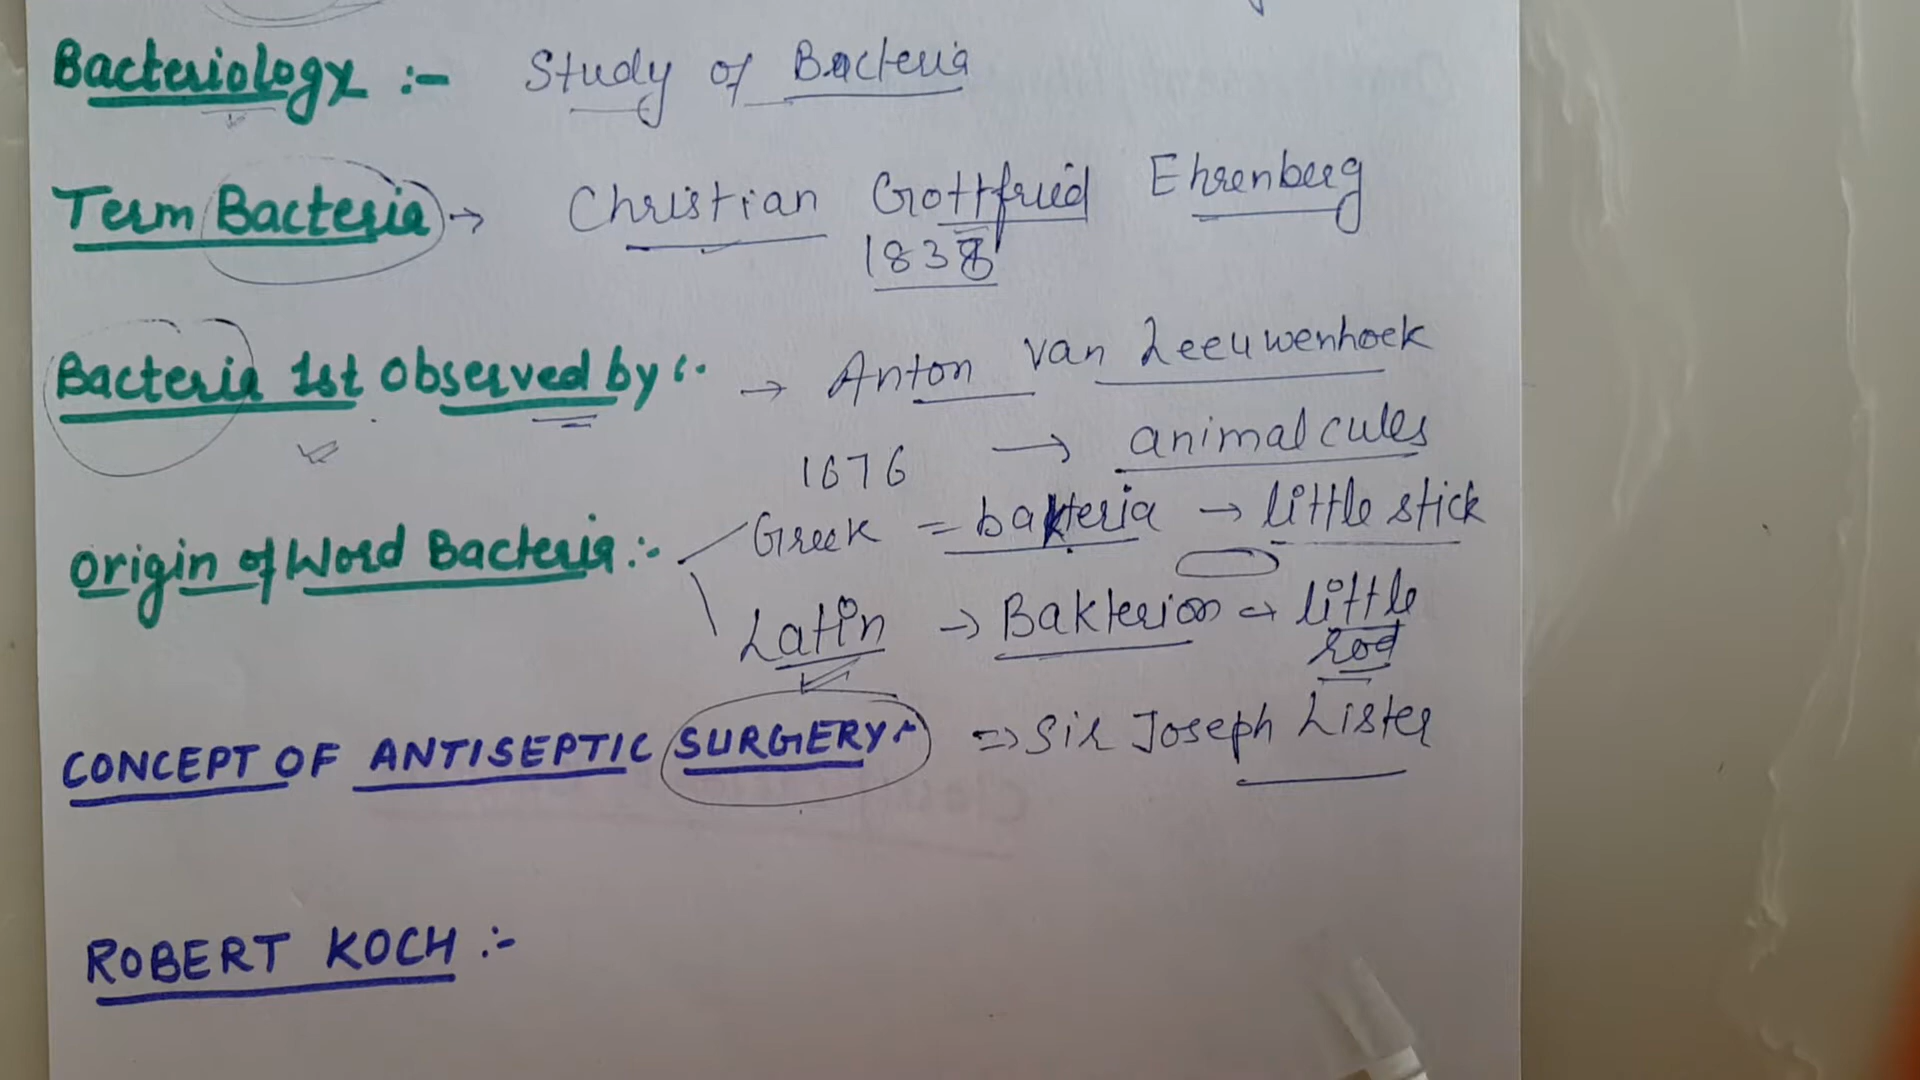 Bacteriology :- Study of Bacteria
Term Bacteria → Christian Gottfried Ehrenberg
1838
Bacteria 1st Observed by :- → Anton van Leeuwenhoek
1676 → animalcules
Origin of Word Bacteria :- Greek = bakteria → little stick
Latin → Bakterion → little
rod
CONCEPT OF ANTISEPTIC SURGERY :- ⇒ Sir Joseph Lister
ROBERT KOCH :-